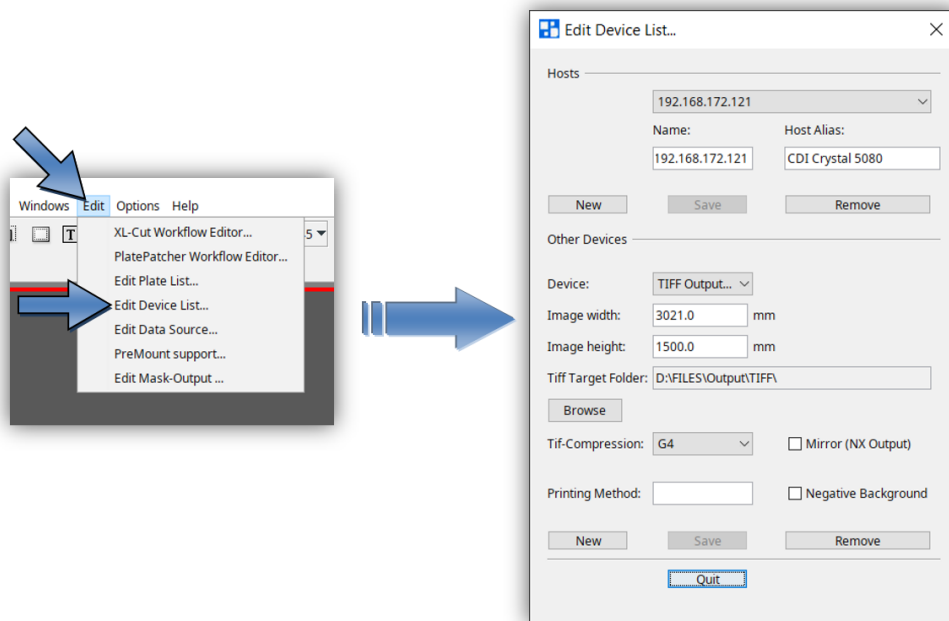 Windows Edit Options Help
T 5
XL-Cut Workflow Editor...
PlatePatcher Workflow Editor...
Edit Plate List...
Edit Device List...
Edit Data Source...
PreMount support...
Edit Mask-Output ...
Edit Device List...
Hosts
192.168.172.121
Name: Host Alias:
192.168.172.121 CDI Crystal 5080
New Save Remove
Other Devices
Device: TIFF Output...
Image width: 3021.0 mm
Image height: 1500.0 mm
Tiff Target Folder: D:\FILES\Output\TIFF\
Browse
Tif-Compression: G4 Mirror (NX Output)
Printing Method: Negative Background
New Save Remove
Quit